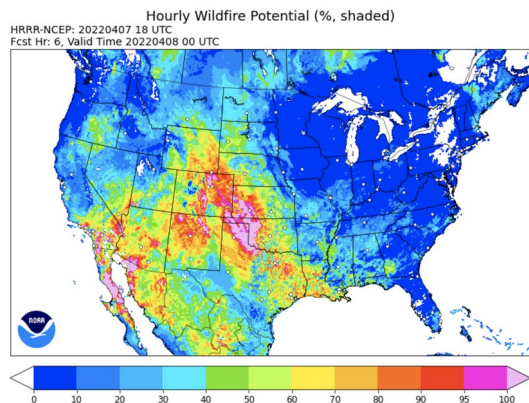 Hourly Wildfire Potential (%, shaded)
HRRR-NCEP: 20220407 18 UTC
Fcst Hr: 6, Valid Time 20220408 00 UTC
NOAA
0 10 20 30 40 50 60 70 80 90 95 100